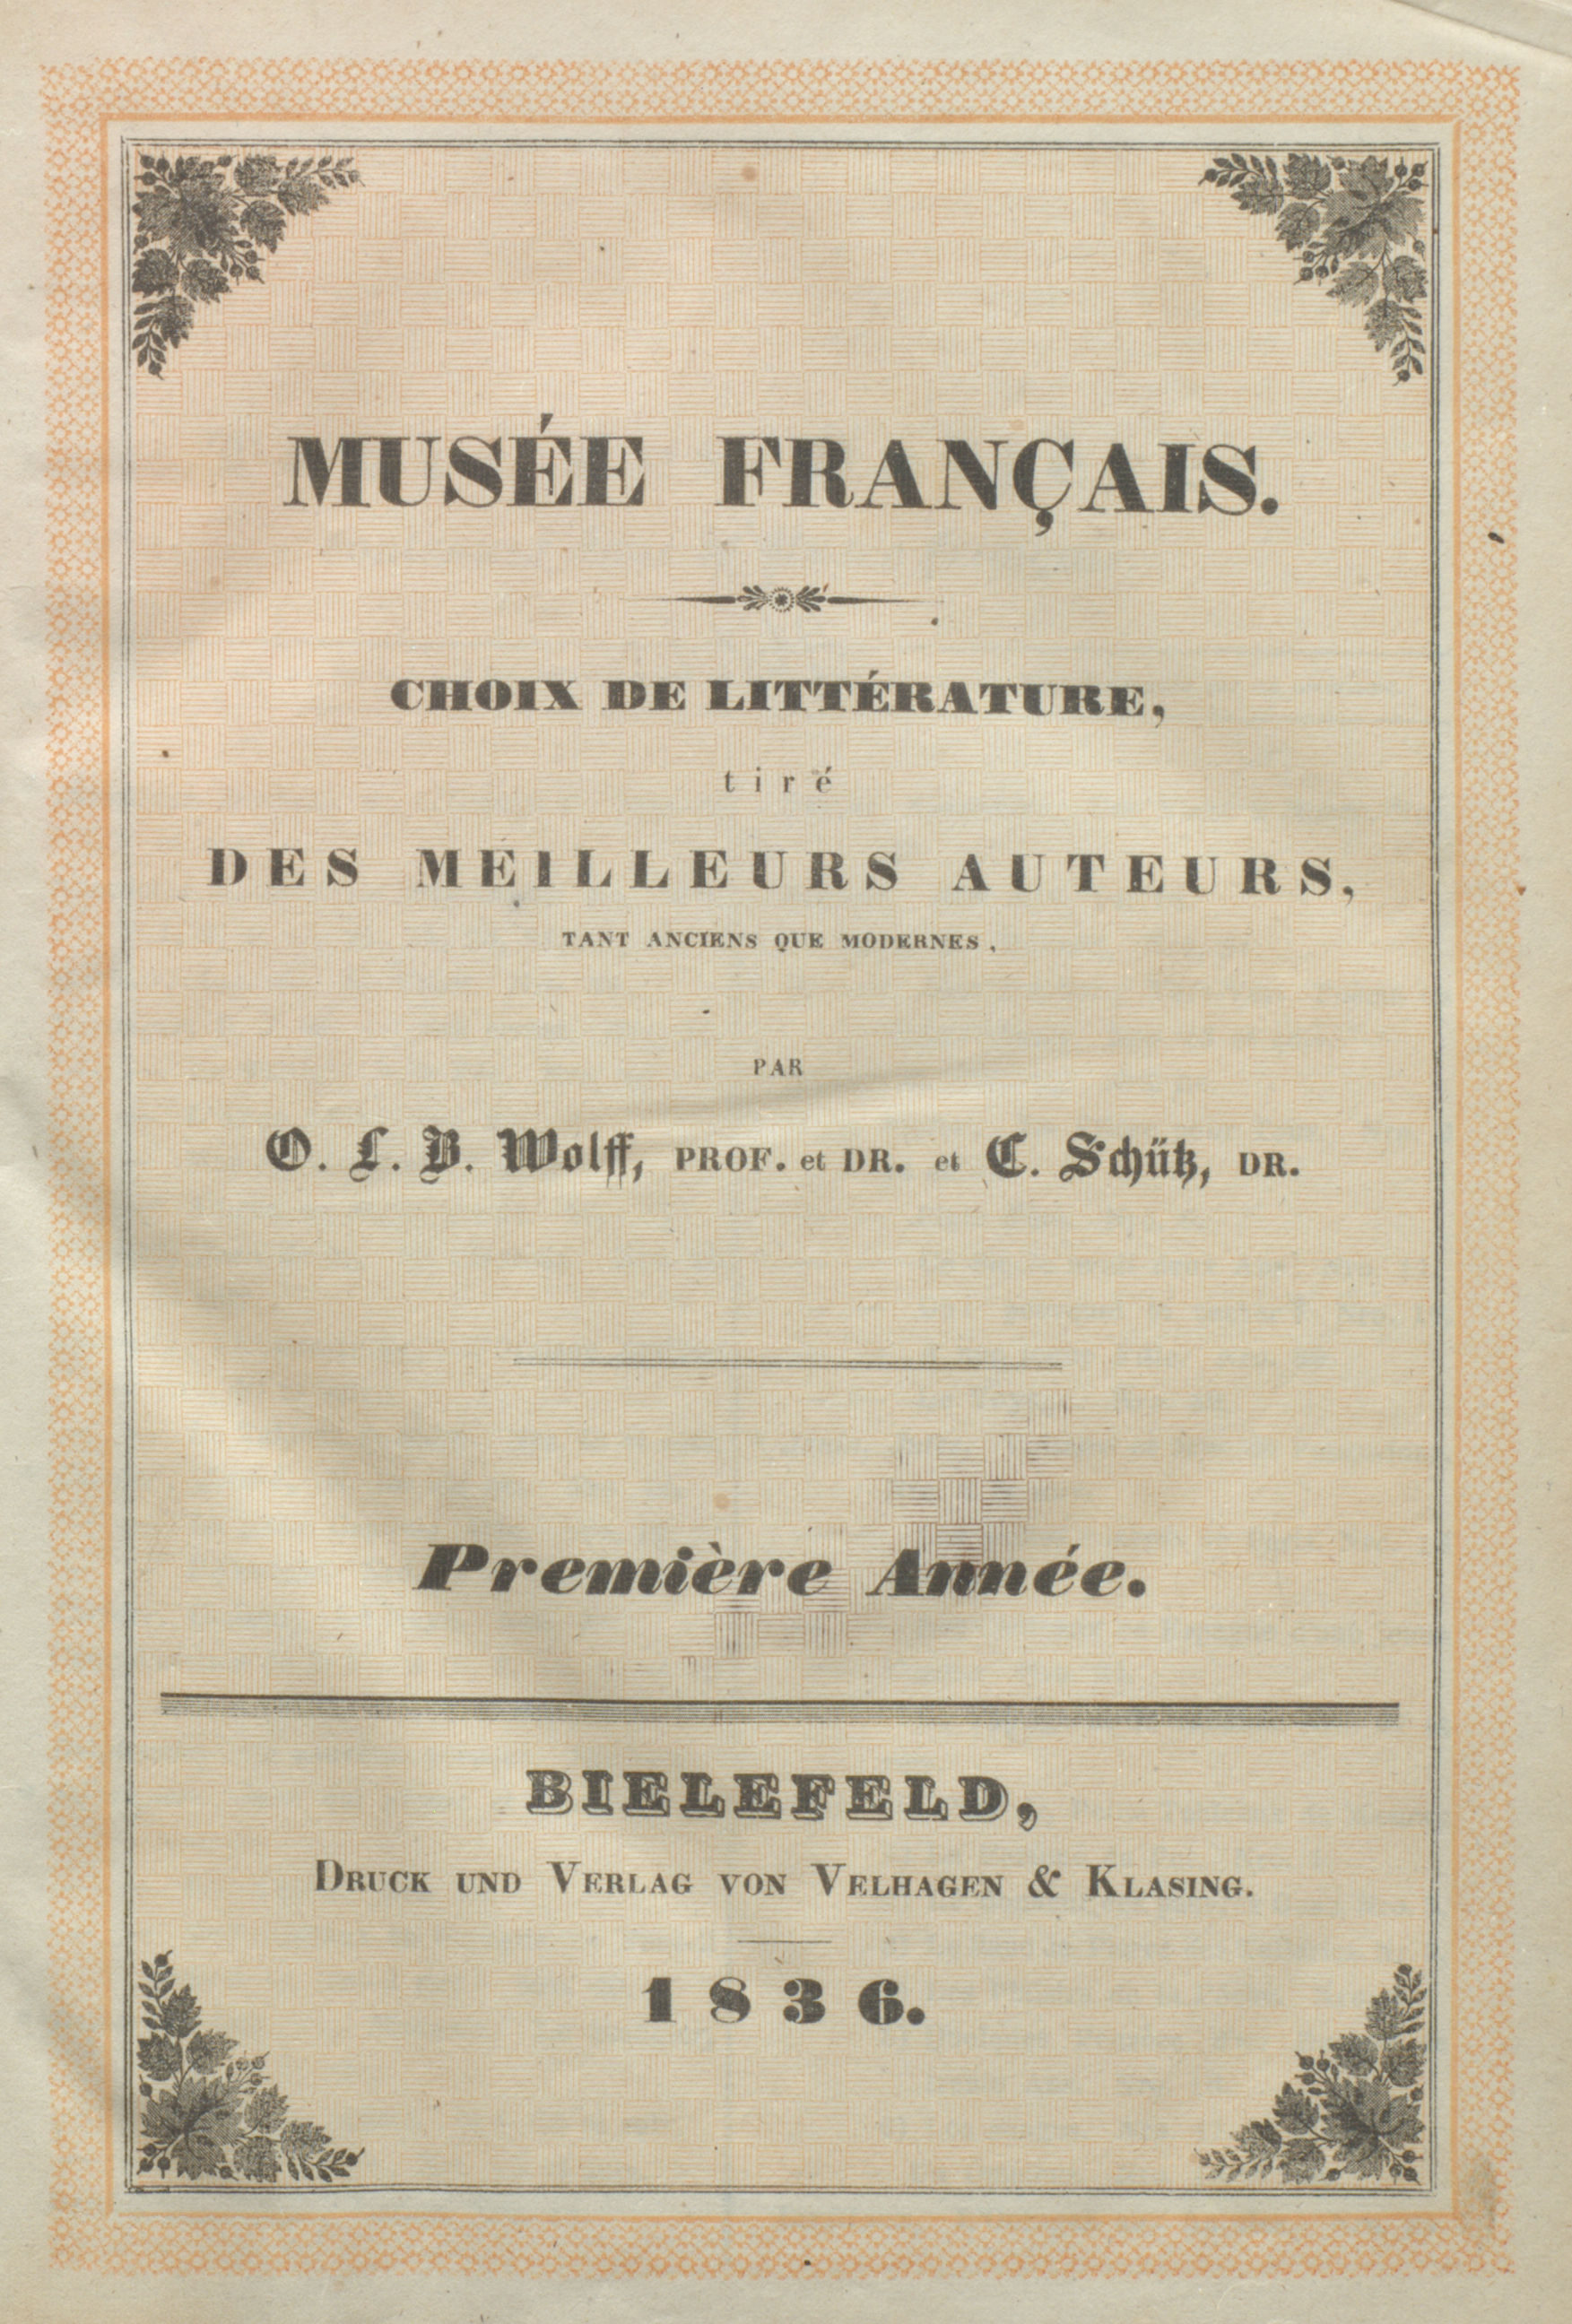 MUSÉE FRANÇAIS.
CHOIX DE LITTÉRATURE,
tiré
DES MEILLEURS AUTEURS,
TANT ANCIENS QUE MODERNES,
PAR
O. L. B. Wolff, PROF. et DR. et C. Schütz, DR.
Première Année.
BIELEFELD,
DRUCK UND VERLAG VON VELHAGEN & KLASING.
1836.